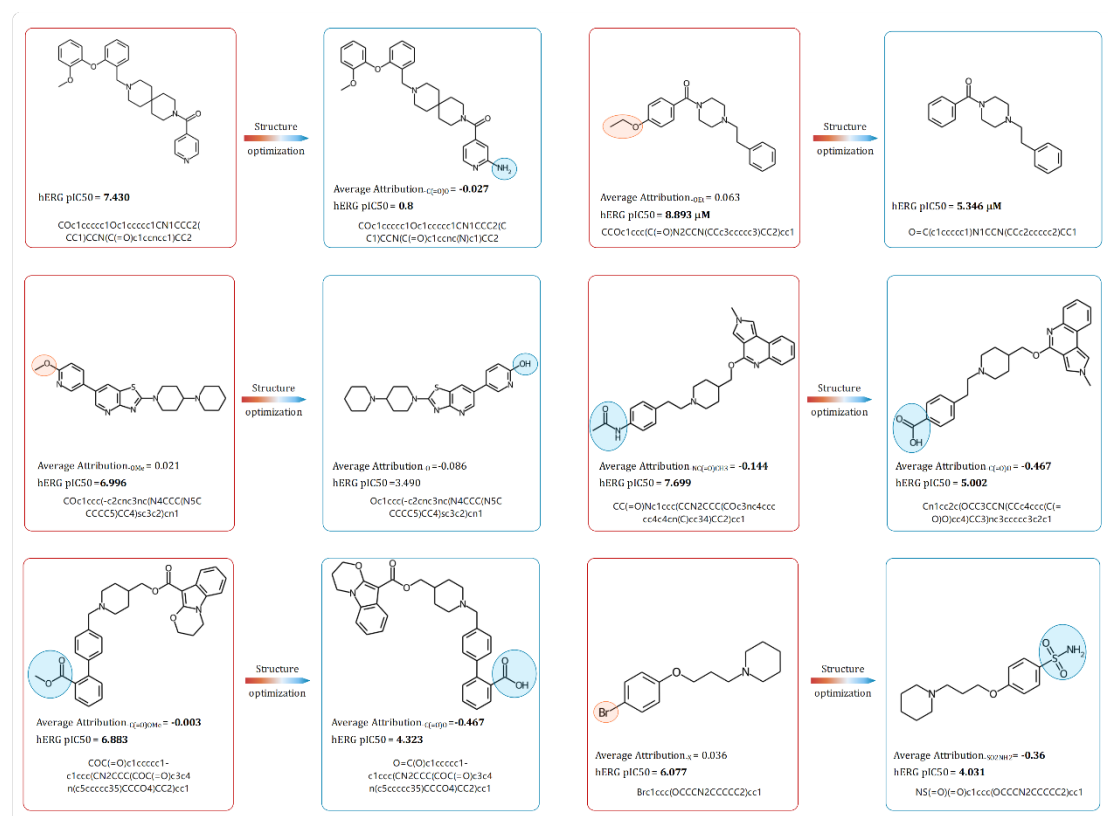 O
O
N
N
O
N
hERG pIC50 = 7.430
COc1ccccc1Oc1ccccc1CN1CCC2(
CC1)CCN(C(=O)c1ccncc1)CC2
Structure
optimization
O
O
N
N
O
N
NH2
Average Attribution-C(=O)O = -0.027
hERG pIC50 = 0.8
COc1ccccc1Oc1ccccc1CN1CCC2(C
C1)CCN(C(=O)c1ccnc(N)c1)CC2
O
O
N
N
Average Attribution-OEt = 0.063
hERG pIC50 = 8.893 μM
CCOc1ccc(C(=O)N2CCN(CCc3ccccc3)CC2)cc1
Structure
optimization
O
N
N
hERG pIC50 = 5.346 μM
O=C(c1ccccc1)N1CCN(CCc2ccccc2)CC1
O
N
S
N
N
N
N
Average Attribution-OMe = 0.021
hERG pIC50 =6.996
COc1ccc(-c2cnc3nc(N4CCC(N5C
CCCC5)CC4)sc3c2)cn1
Structure
optimization
OH
N
S
N
N
N
N
Average Attribution O =-0.086
hERG pIC50 =3.490
Oc1ccc(-c2cnc3nc(N4CCC(N5C
CCCC5)CC4)sc3c2)cn1
N
N
O
N
O
N
H
Average Attribution NC(=O)CH3 = -0.144
hERG pIC50 = 7.699
CC(=O)Nc1ccc(CCN2CCC(COc3nc4ccc
cc4c4cn(C)cc34)CC2)cc1
Structure
optimization
N
O
N
N
O
OH
Average Attribution C(=O)O = -0.467
hERG pIC50 = 5.002
Cn1cc2c(OCC3CCN(CCc4ccc(C(=
O)O)cc4)CC3)nc3ccccc3c2c1
O
O
N
N
O
O
O
Average Attribution -C(=O)OMe = -0.003
hERG pIC50 = 6.883
COC(=O)c1ccccc1-
c1ccc(CN2CCC(COC(=O)c3c4
n(c5ccccc35)CCCO4)CC2)cc1
Structure
optimization
O
O
O
N
N
O
OH
Average Attribution -C(=O)O =-0.467
hERG pIC50 = 4.323
O=C(O)c1ccccc1-
c1ccc(CN2CCC(COC(=O)c3c4
n(c5ccccc35)CCCO4)CC2)cc1
O
N
Br
Average Attribution-X = 0.036
hERG pIC50 = 6.077
Brc1ccc(OCCCN2CCCCC2)cc1
Structure
optimization
O
S
NH2
O
N
O
Average Attribution-SO2NH2 = -0.36
hERG pIC50 = 4.031
NS(=O)(=O)c1ccc(OCCCN2CCCCC2)cc1